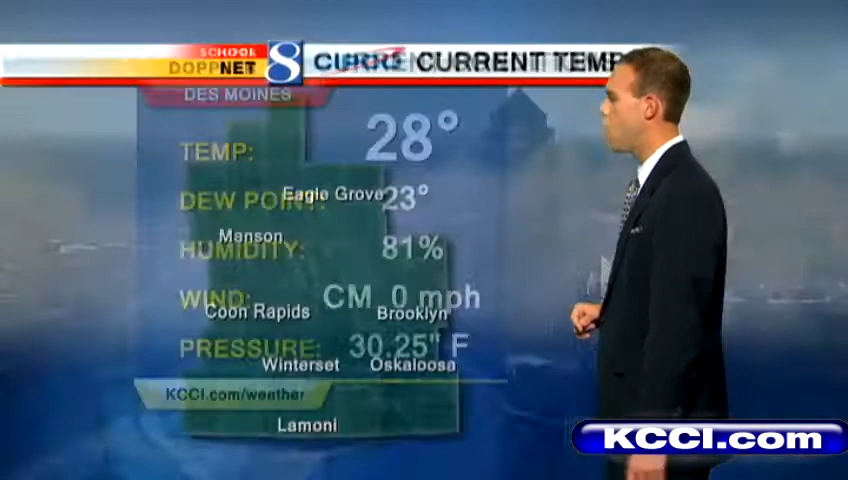 SCHOOL
DOPPNET 8 CURRENT TEMP
DES MOINES
TEMP: 28°
DEW POINT: 23°
Eagle Grove
Manson
HUMIDITY: 81%
WIND: CM 0 mph
Coon Rapids Brooklyn
PRESSURE: 30.25" F
Winterset Oskaloosa
KCCI.com/weather
Lamoni
KCCI.com